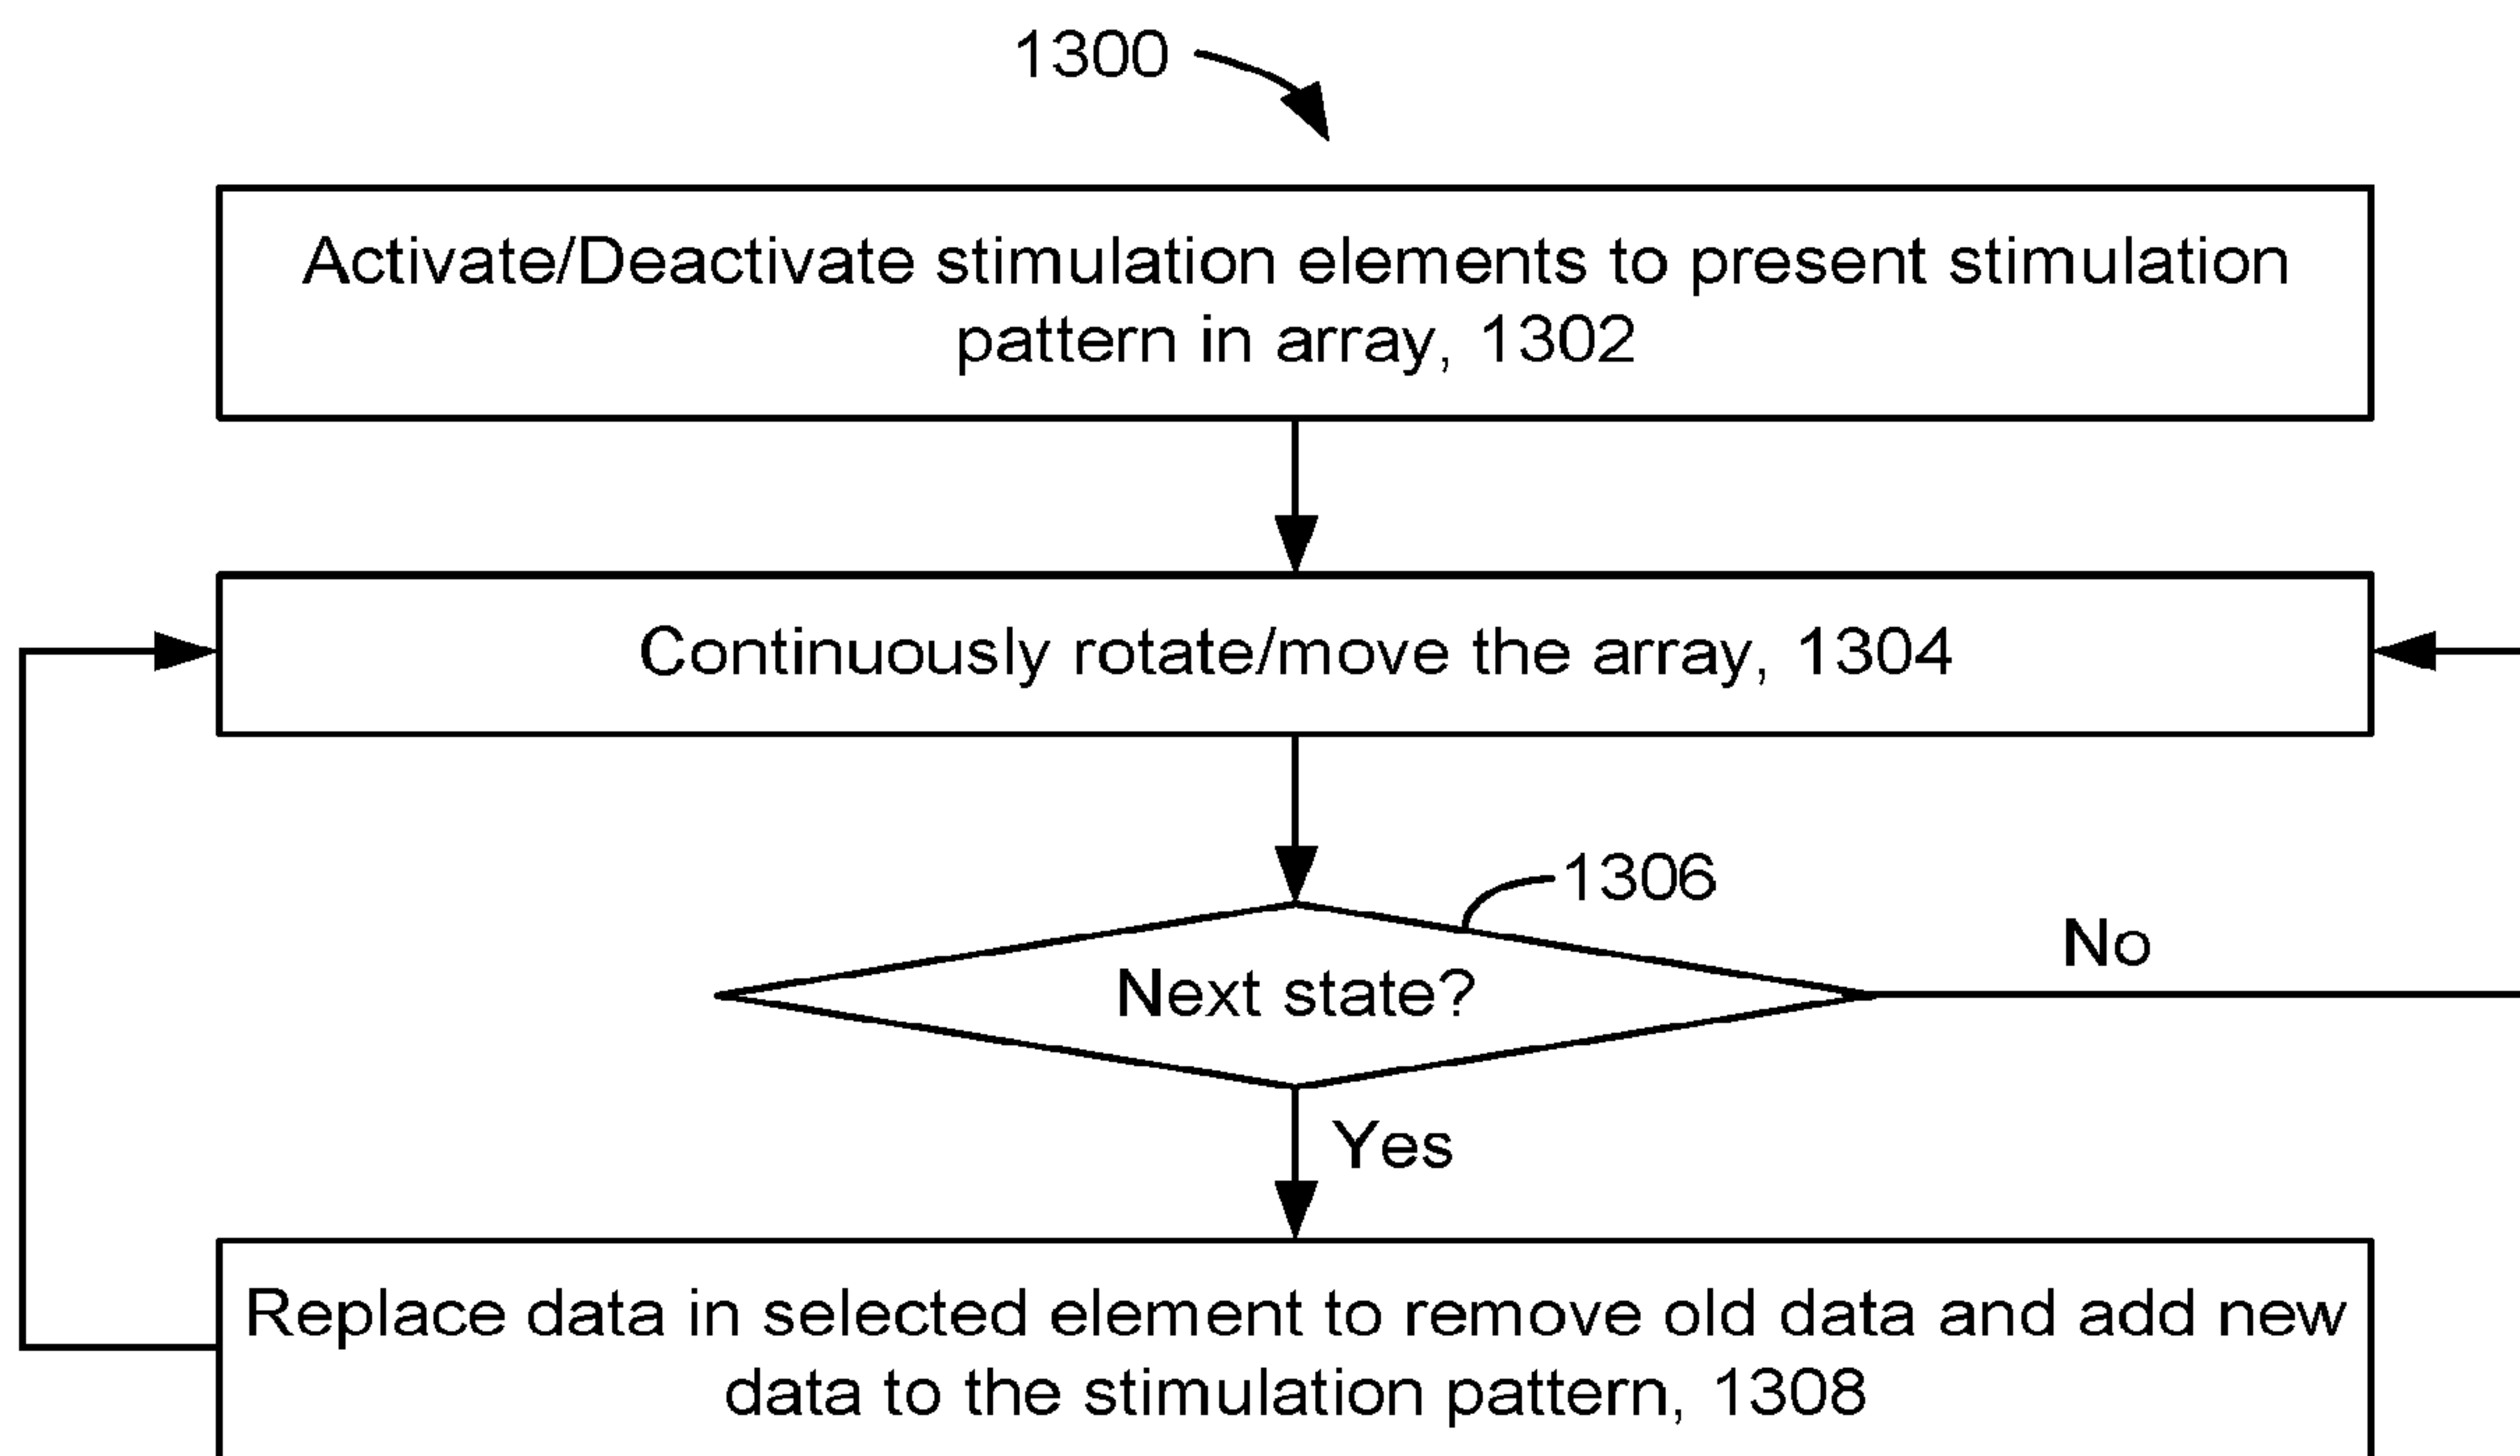 1300
Activate/Deactivate stimulation elements to present stimulation
pattern in array, 1302
Continuously rotate/move the array, 1304
1306
No
Next state?
Yes
Replace data in selected element to remove old data and add new
data to the stimulation pattern, 1308